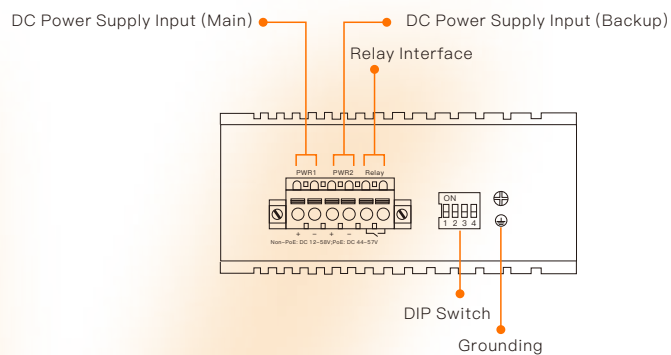 DC Power Supply Input (Main)
DC Power Supply Input (Backup)
Relay Interface
PWR1 PWR2 Relay
ON
1 2 3 4
+ − + −
Non-PoE: DC 12-58V;PoE: DC 44-57V
DIP Switch
Grounding